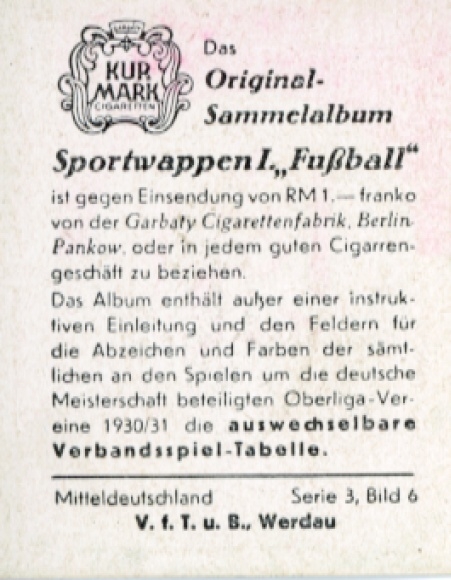 GARBATY
KUR
MARK
CIGARETTEN
Das
Original-
Sammelalbum
Sportwappen I. „Fußball“
ist gegen Einsendung von RM 1.— franko
von der Garbaty Cigarettenfabrik, Berlin-
Pankow, oder in jedem guten Cigarren-
geschäft zu beziehen.
Das Album enthält außer einer instruk-
tiven Einleitung und den Feldern für
die Abzeichen und Farben der sämt-
lichen an den Spielen um die deutsche
Meisterschaft beteiligten Oberliga-Ver-
eine 1930/31 die auswechselbare
Verbandsspiel-Tabelle.
Mitteldeutschland Serie 3, Bild 6
V. f. T. u. B., Werdau